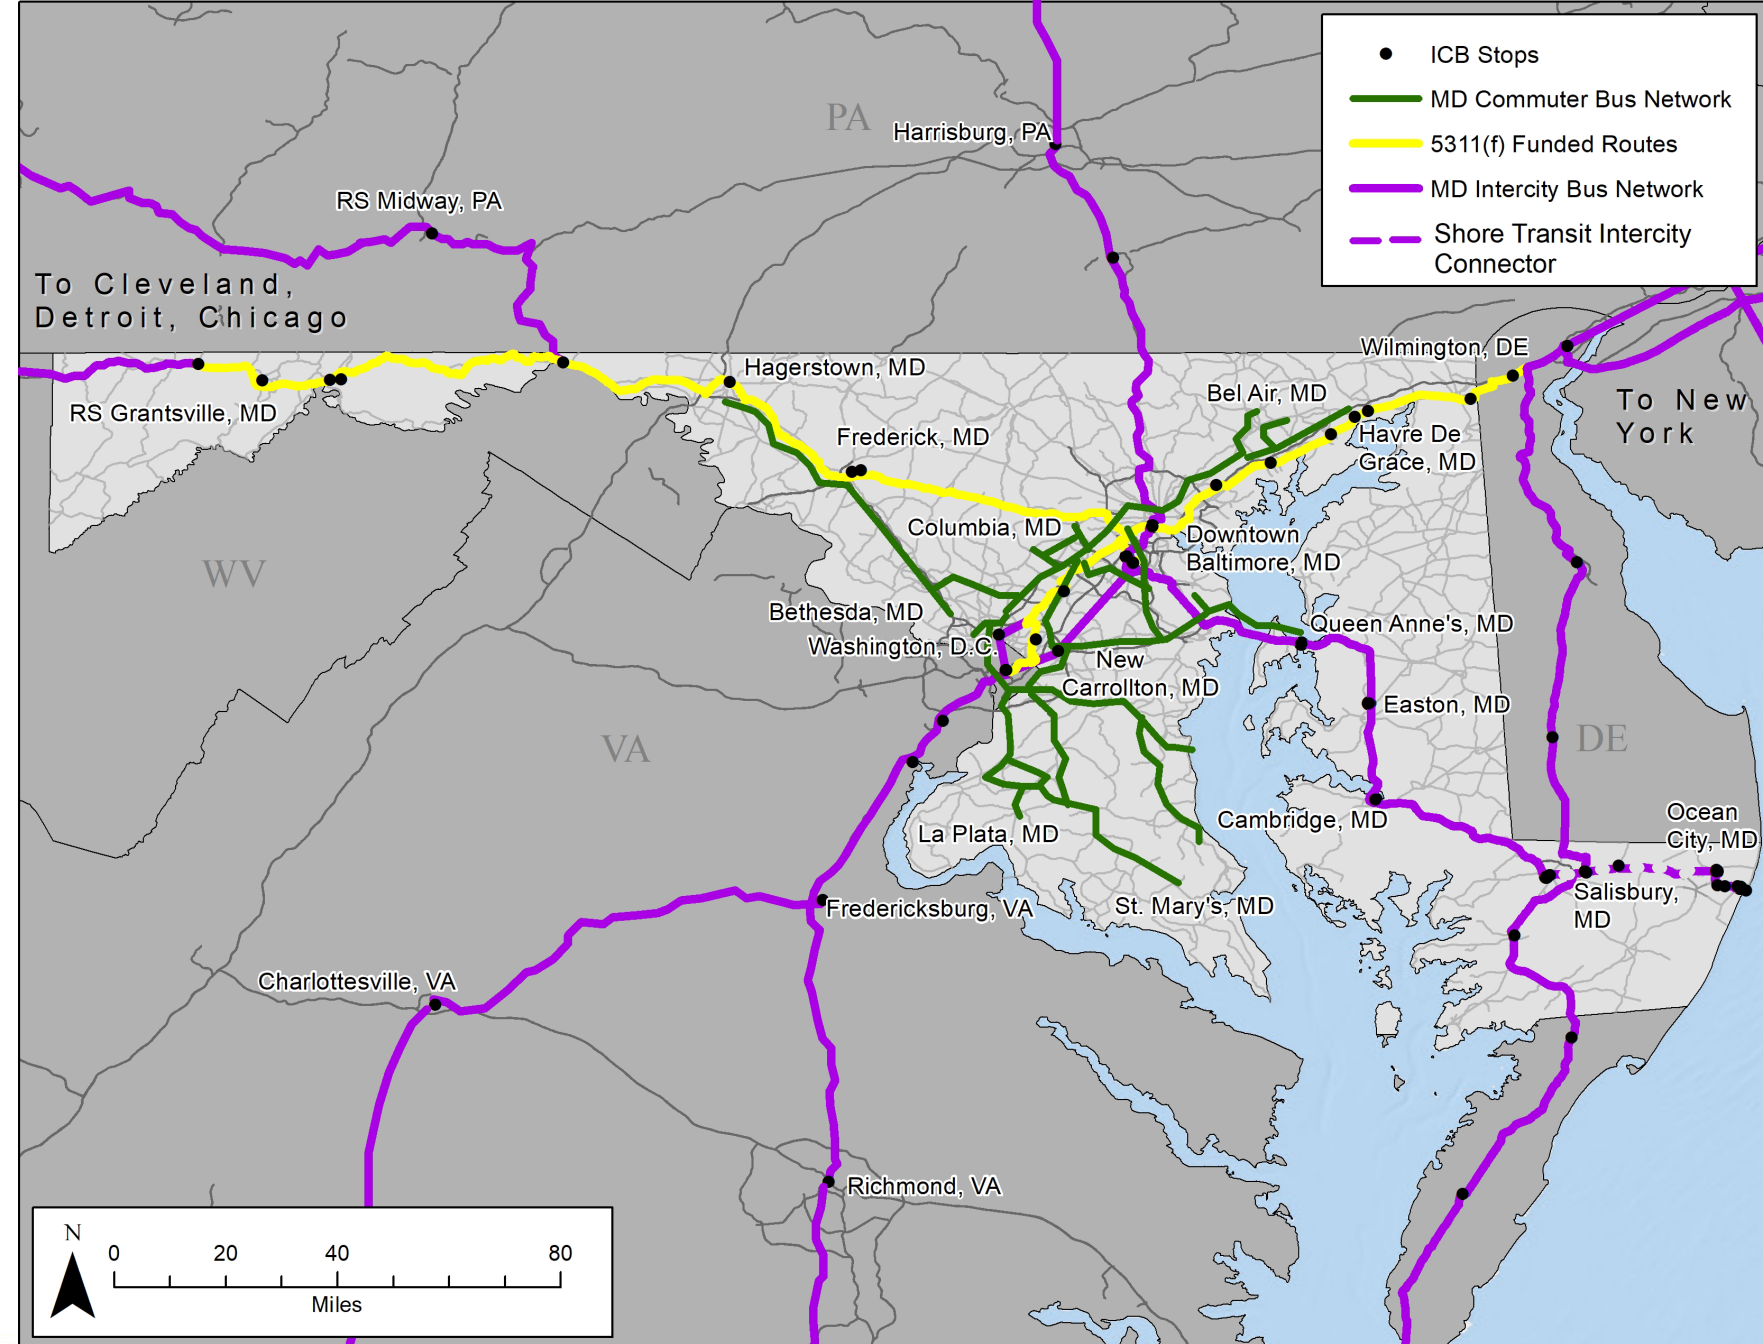 ICB Stops
MD Commuter Bus Network
5311(f) Funded Routes
MD Intercity Bus Network
Shore Transit Intercity
Connector
PA
Harrisburg, PA
RS Midway, PA
To Cleveland,
Detroit, Chicago
Wilmington, DE
Hagerstown, MD
Bel Air, MD
To New
York
RS Grantsville, MD
Frederick, MD
Havre De
Grace, MD
Columbia, MD
Downtown
Baltimore, MD
WV
Bethesda, MD
Washington, D.C.
Queen Anne's, MD
New
Carrollton, MD
Easton, MD
VA
DE
Cambridge, MD
Ocean
City, MD
La Plata, MD
Salisbury,
MD
Fredericksburg, VA
St. Mary's, MD
Charlottesville, VA
Richmond, VA
N
0 20 40 80
Miles